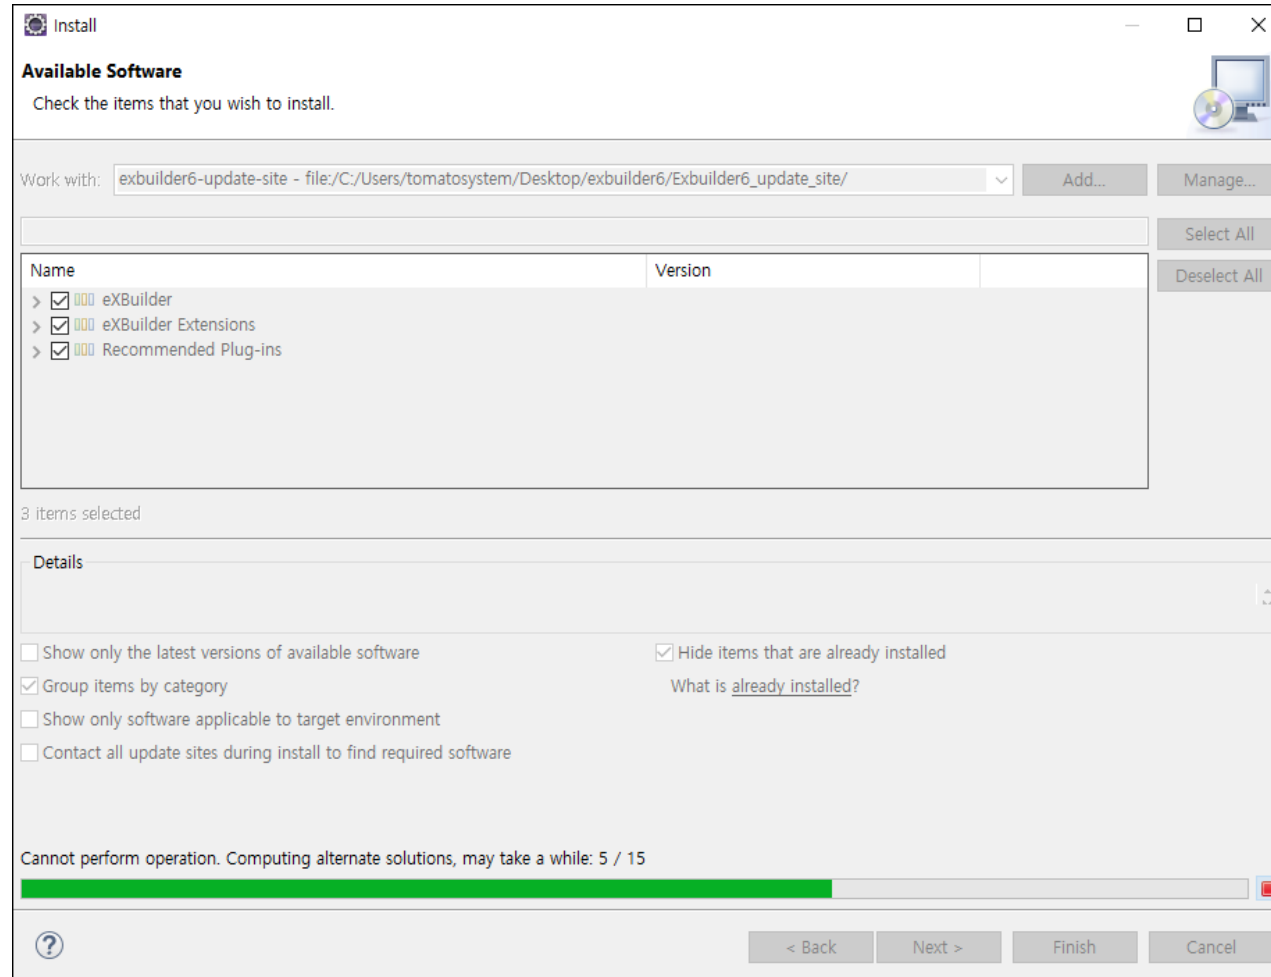 Install
Available Software
Check the items that you wish to install.
Work with: exbuilder6-update-site - file:/C:/Users/tomatosystem/Desktop/exbuilder6/Exbuilder6_update_site/ Add... Manage...
Select All
Name Version
Deselect All
eXBuilder
eXBuilder Extensions
Recommended Plug-ins
3 items selected
Details
Show only the latest versions of available software Hide items that are already installed
Group items by category What is already installed?
Show only software applicable to target environment
Contact all update sites during install to find required software
Cannot perform operation. Computing alternate solutions, may take a while: 5 / 15
? < Back Next > Finish Cancel